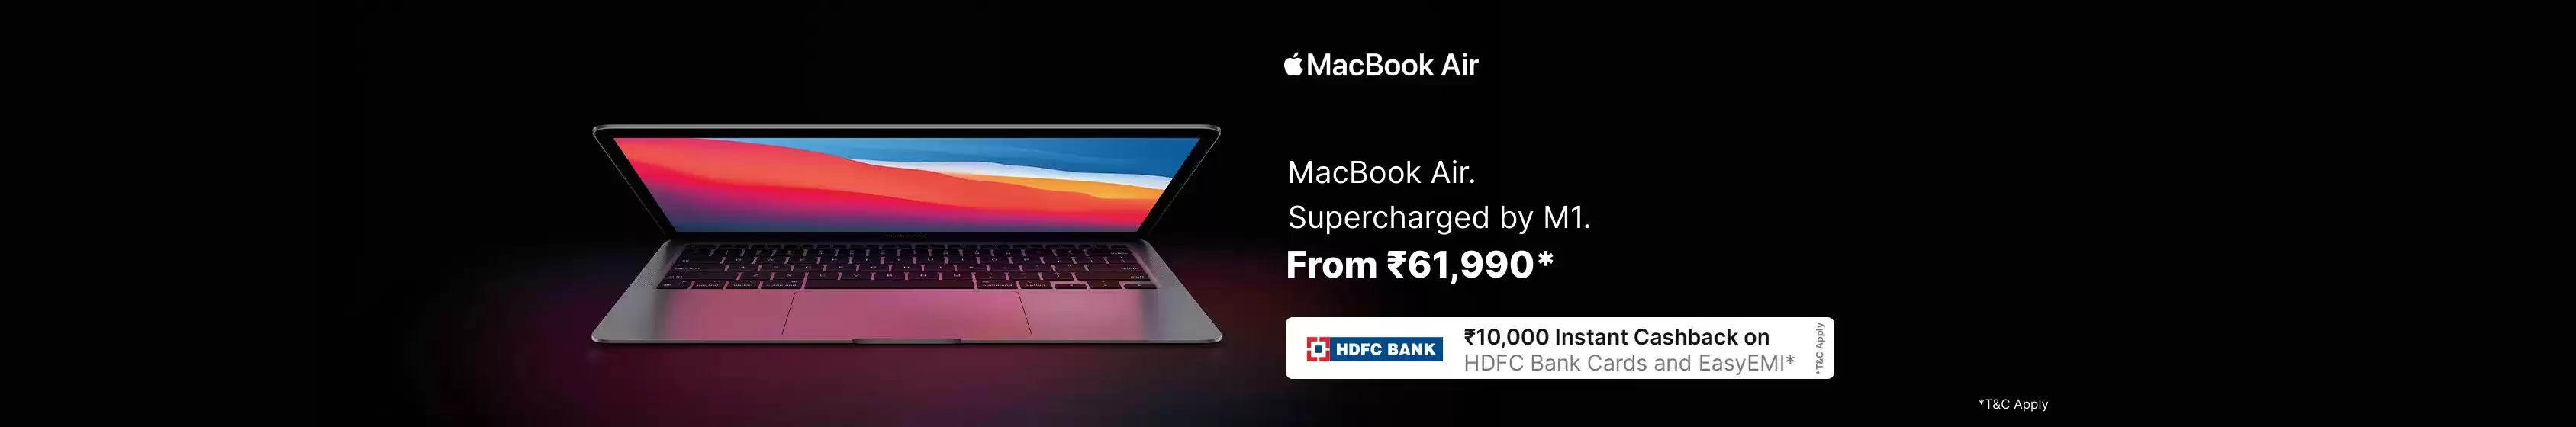 MacBook Air
MacBook Air.
Supercharged by M1.
From ₹61,990*
HDFC BANK
₹10,000 Instant Cashback on
HDFC Bank Cards and EasyEMI*
*T&C Apply
*T&C Apply